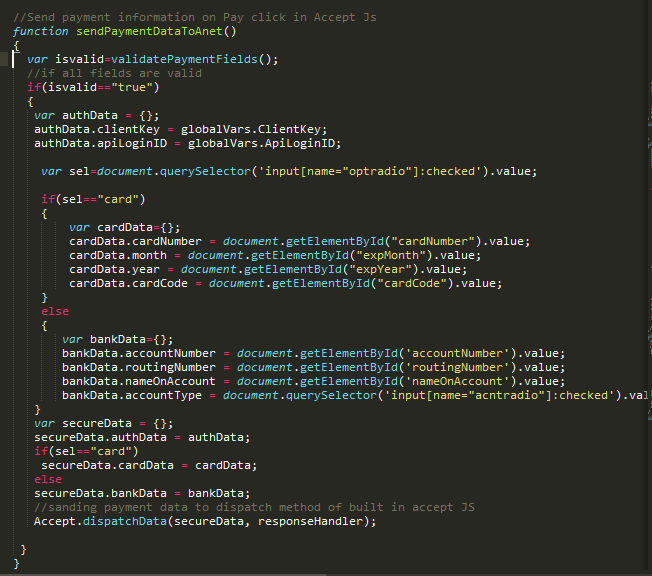 //Send payment information on Pay click in Accept Js
function sendPaymentDataToAnet()
{
var isvalid=validatePaymentFields();
//if all fields are valid
if(isvalid=="true")
{
var authData = {};
authData.clientKey = globalVars.ClientKey;
authData.apiLoginID = globalVars.ApiLoginID;
var sel=document.querySelector('input[name="optradio"]:checked').value;
if(sel=="card")
{
var cardData={};
cardData.cardNumber = document.getElementById("cardNumber").value;
cardData.month = document.getElementById("expMonth").value;
cardData.year = document.getElementById("expYear").value;
cardData.cardCode = document.getElementById("cardCode").value;
}
else
{
var bankData={};
bankData.accountNumber = document.getElementById('accountNumber').value;
bankData.routingNumber = document.getElementById('routingNumber').value;
bankData.nameOnAccount = document.getElementById('nameOnAccount').value;
bankData.accountType = document.querySelector('input[name="acntradio"]:checked').val
}
var secureData = {};
secureData.authData = authData;
if(sel=="card")
secureData.cardData = cardData;
else
secureData.bankData = bankData;
//sanding payment data to dispatch method of built in accept JS
Accept.dispatchData(secureData, responseHandler);
}
}